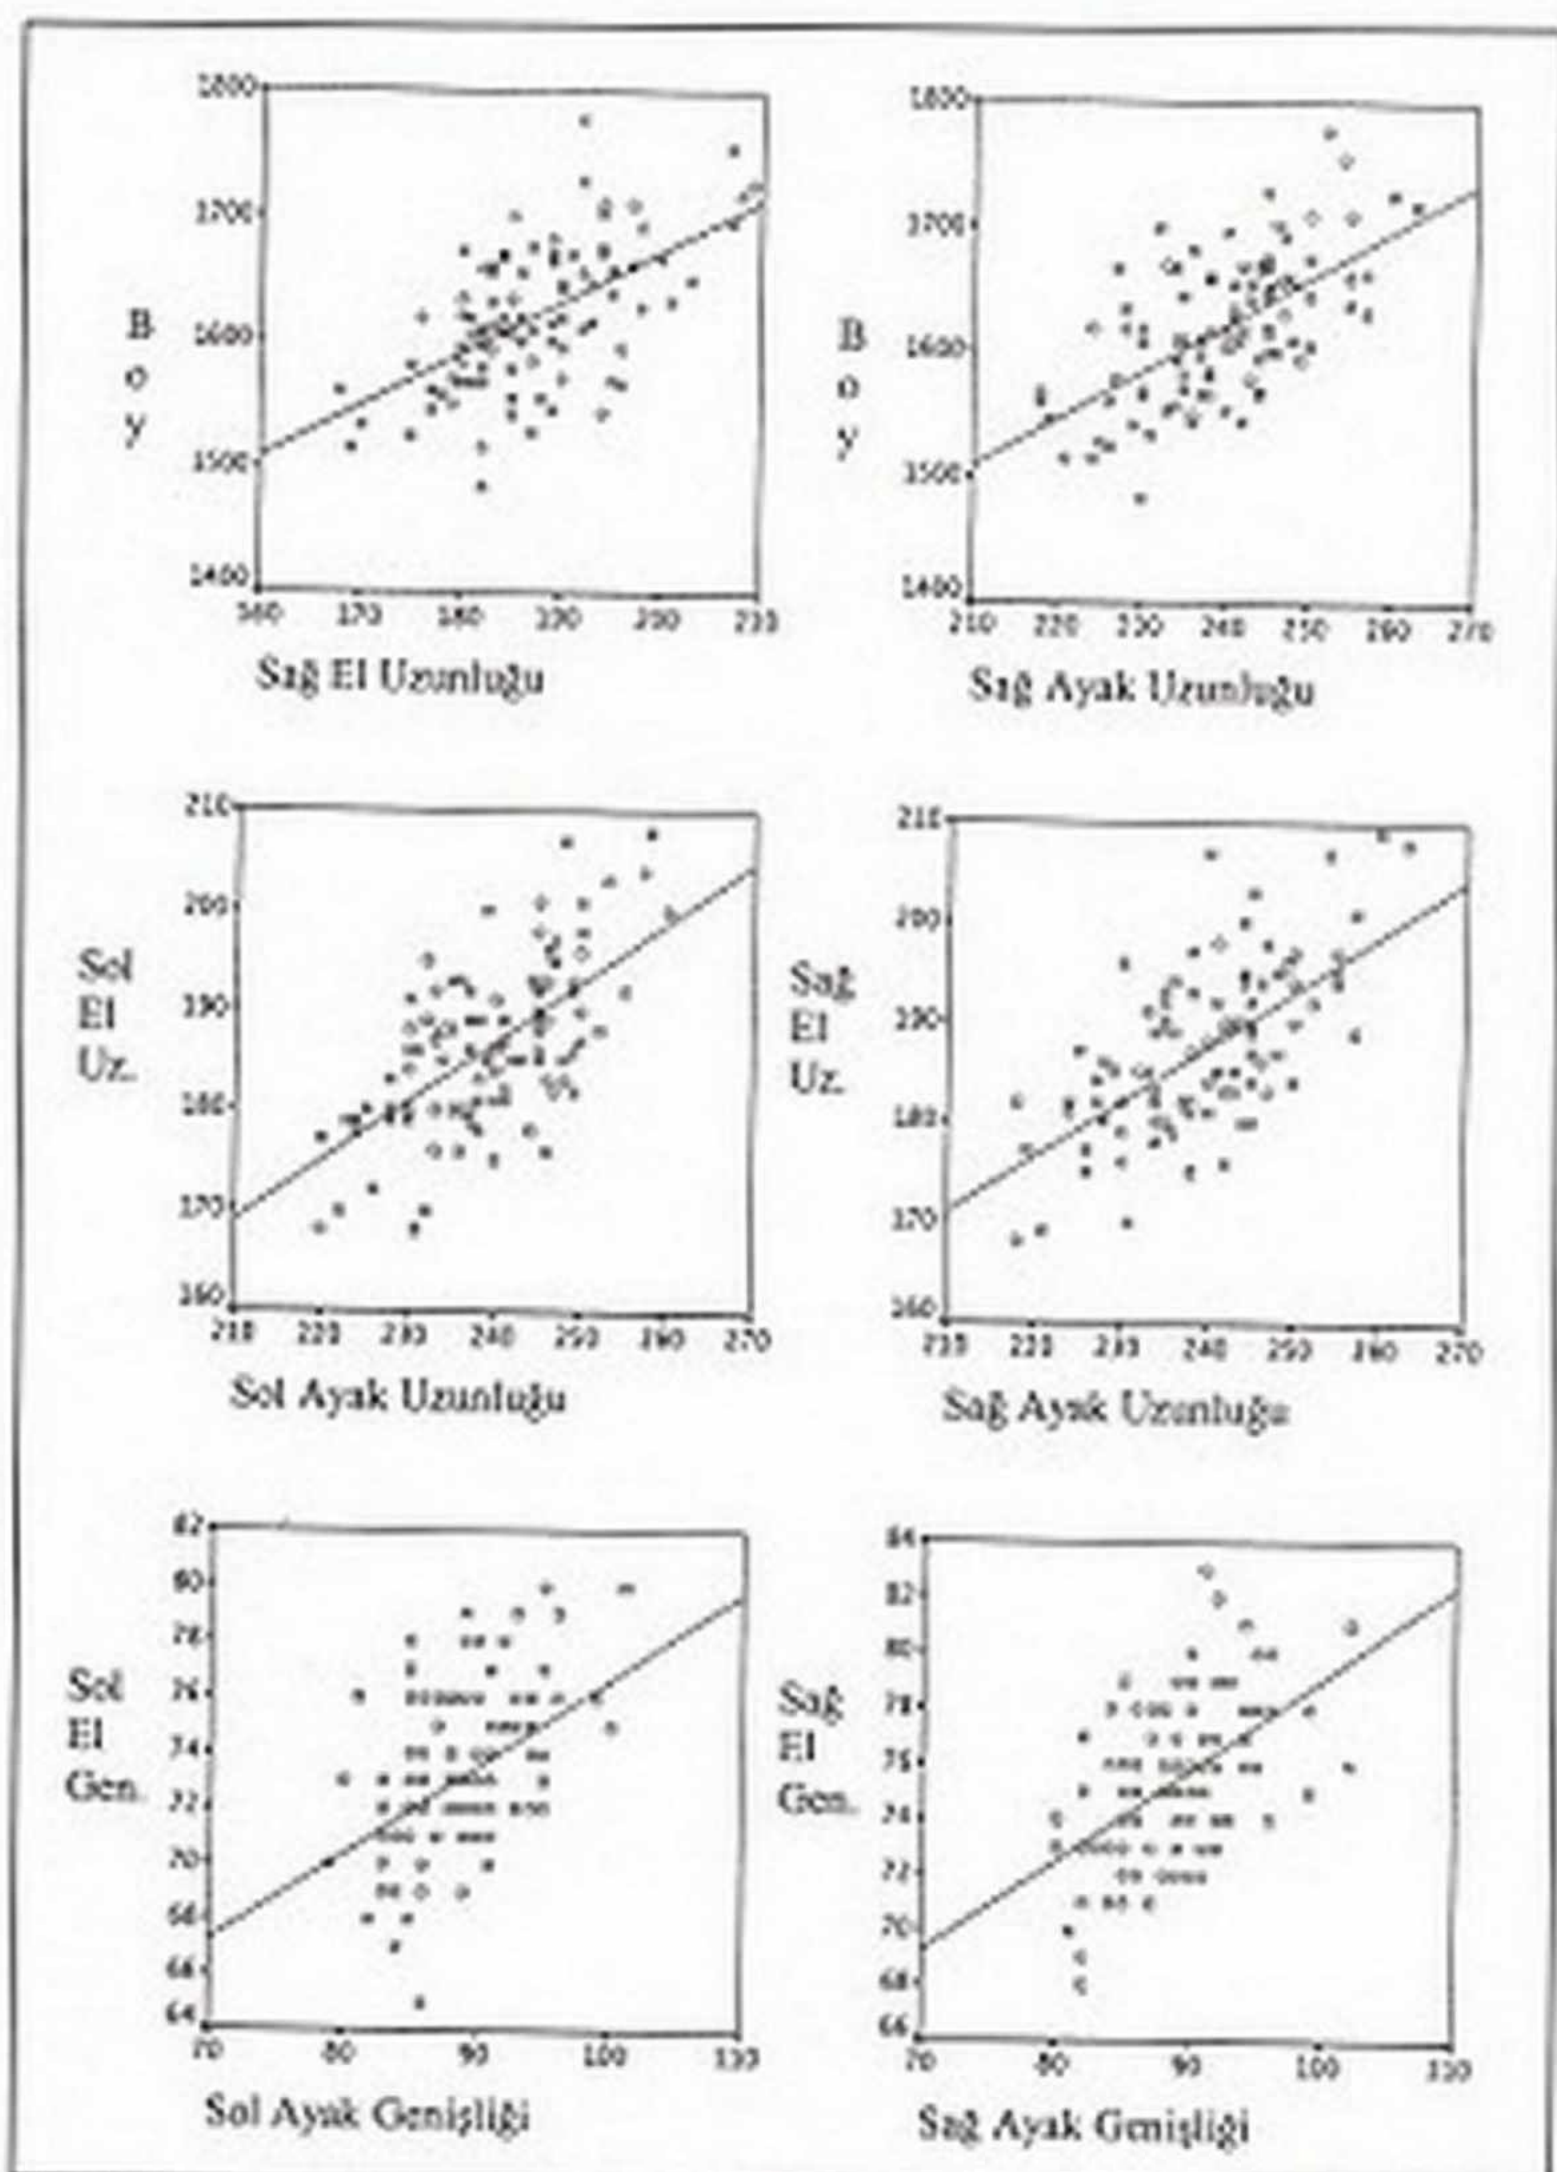 1800
1700
1600
1500
1400
B
o
y
160 170 180 190 200 210
Sağ El Uzunluğu
1800
1700
1600
1500
1400
B
o
y
210 220 230 240 250 260 270
Sağ Ayak Uzunluğu
210
200
190
180
170
160
Sol
El
Uz.
210 220 230 240 250 260 270
Sol Ayak Uzunluğu
210
200
190
180
170
160
Sağ
El
Uz.
210 220 230 240 250 260 270
Sağ Ayak Uzunluğu
82
80
78
76
74
72
70
68
66
64
Sol
El
Gen.
70 80 90 100 110
Sol Ayak Genişliği
84
82
80
78
76
74
72
70
68
66
Sağ
El
Gen.
70 80 90 100 110
Sağ Ayak Genişliği